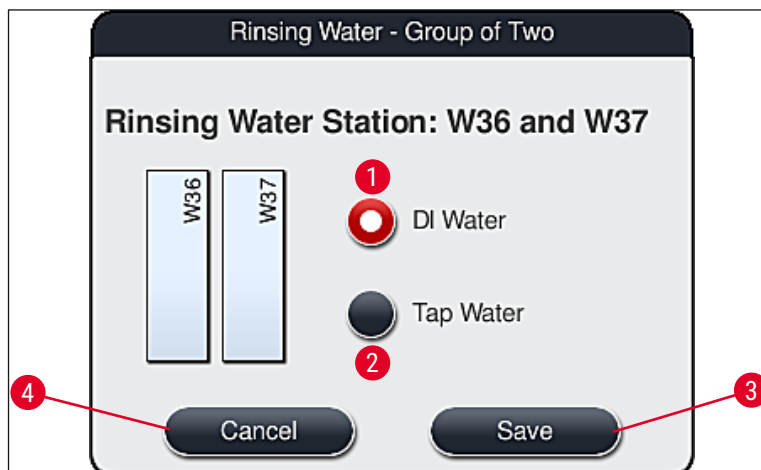 Rinsing Water - Group of Two
Rinsing Water Station: W36 and W37
W36
W37
1
DI Water
Tap Water
2
4
Cancel
Save
3